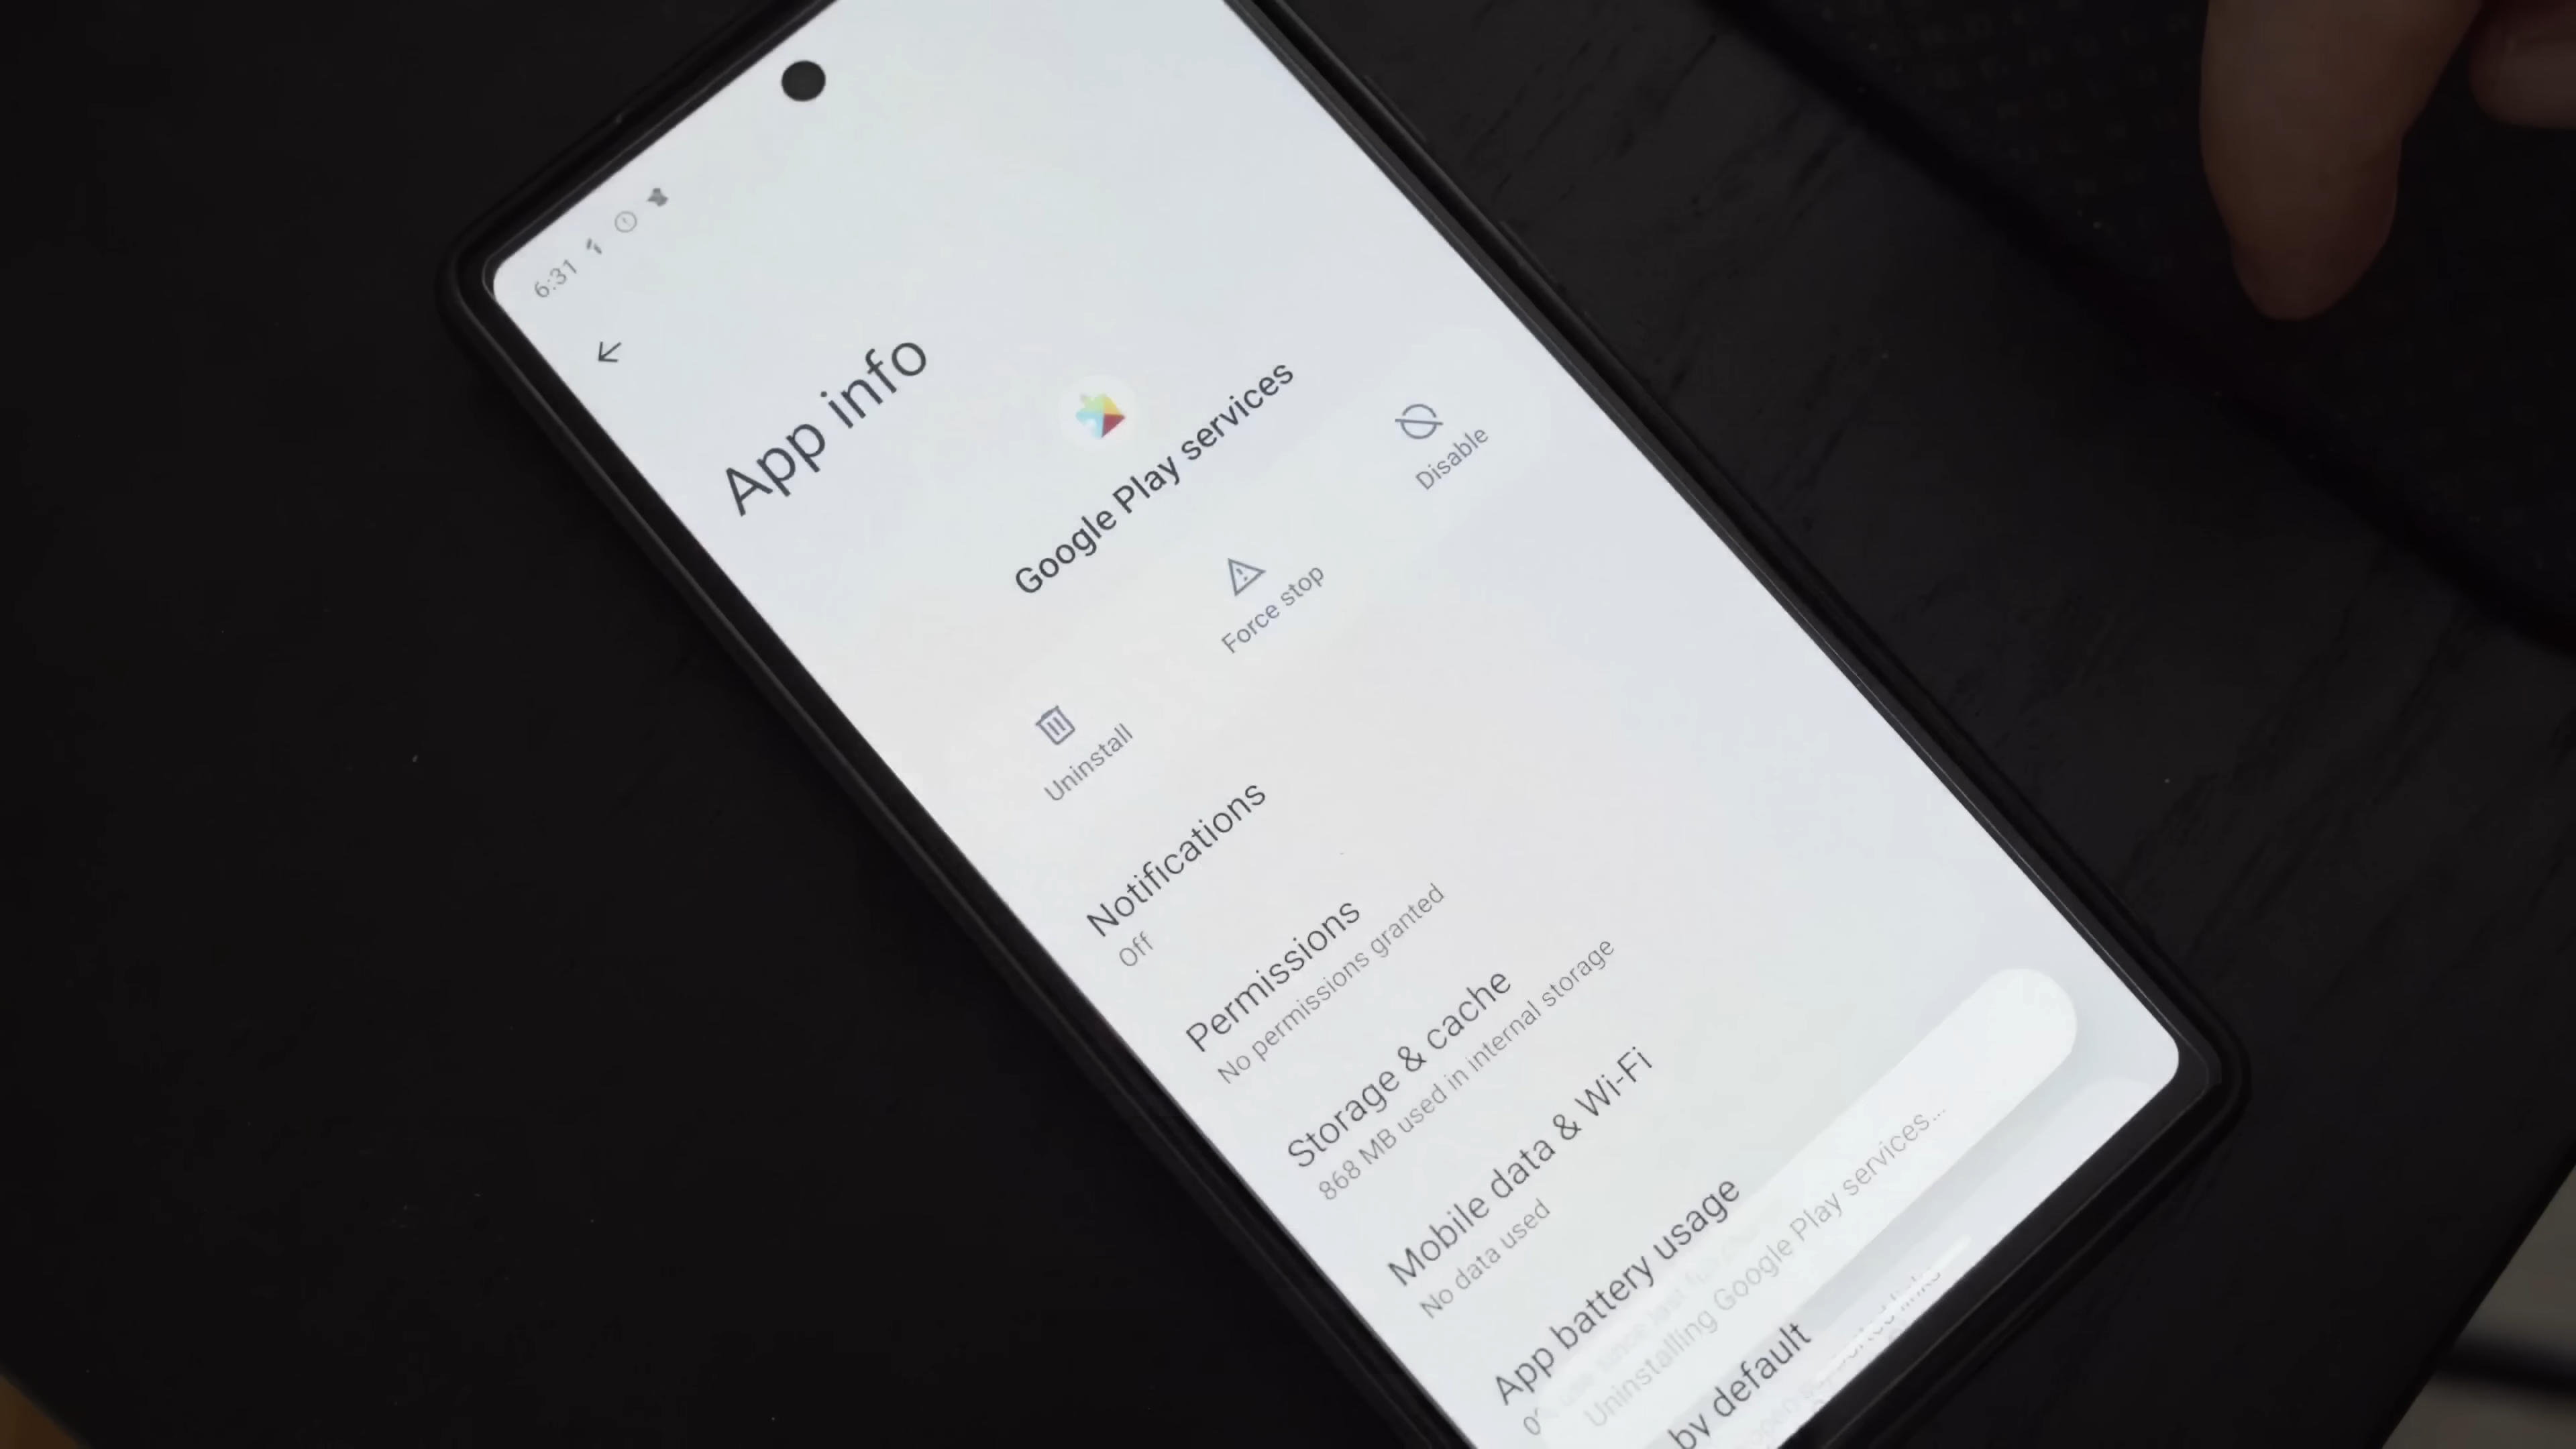 6:31
App info
Google Play services
Uninstall
Force stop
Disable
Notifications
Off
Permissions
No permissions granted
Storage & cache
868 MB used in internal storage
Mobile data & Wi-Fi
No data used
App battery usage
Uninstalling Google Play services...
by default